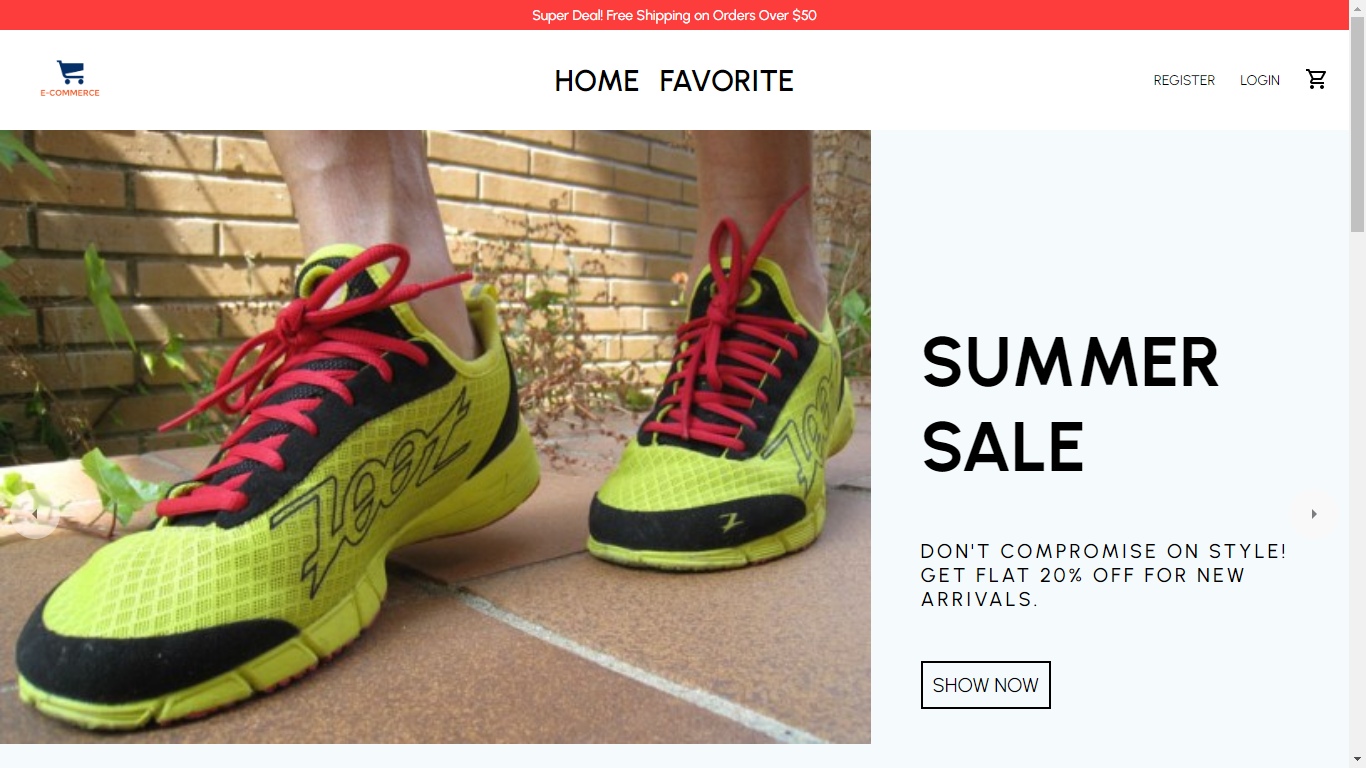 Super Deal! Free Shipping on Orders Over $50
E-COMMERCE
HOME FAVORITE
REGISTER LOGIN
SUMMER
SALE
DON'T COMPROMISE ON STYLE!
GET FLAT 20% OFF FOR NEW
ARRIVALS.
SHOW NOW
Zoot
Z